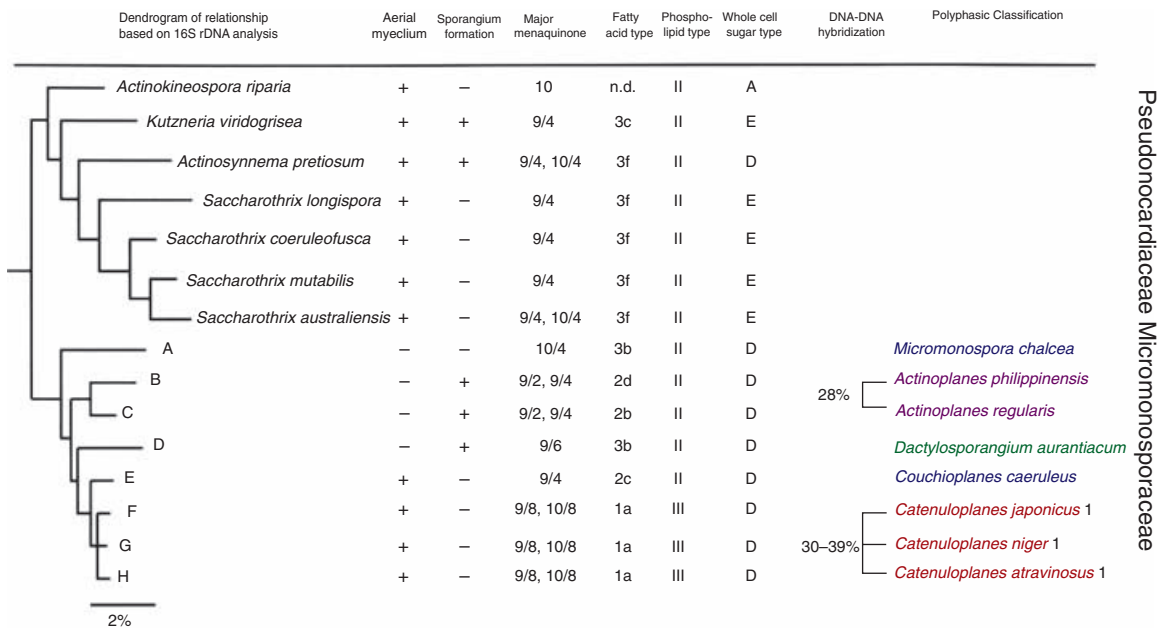 Dendrogram of relationship based on 16S rDNA analysis
Aerial myeclium
Sporangium formation
Major menaquinone
Fatty acid type
Phospho-lipid type
Whole cell sugar type
DNA-DNA hybridization
Polyphasic Classification
Actinokineospora riparia + – 10 n.d. II A
Kutzneria viridogrisea + + 9/4 3c II E
Actinosynnema pretiosum + + 9/4, 10/4 3f II D
Saccharothrix longispora + – 9/4 3f II E
Saccharothrix coeruleofusca + – 9/4 3f II E
Saccharothrix mutabilis + – 9/4 3f II E
Saccharothrix australiensis + – 9/4, 10/4 3f II E
A – – 10/4 3b II D Micromonospora chalcea
B – + 9/2, 9/4 2d II D Actinoplanes philippinensis
28%
C – + 9/2, 9/4 2b II D Actinoplanes regularis
D – + 9/6 3b II D Dactylosporangium aurantiacum
E + – 9/4 2c II D Couchioplanes caeruleus
F + – 9/8, 10/8 1a III D Catenuloplanes japonicus 1
G + – 9/8, 10/8 1a III D 30–39% Catenuloplanes niger 1
H + – 9/8, 10/8 1a III D Catenuloplanes atravinosus 1
2%
Pseudonocardiaceae Micromonosporaceae